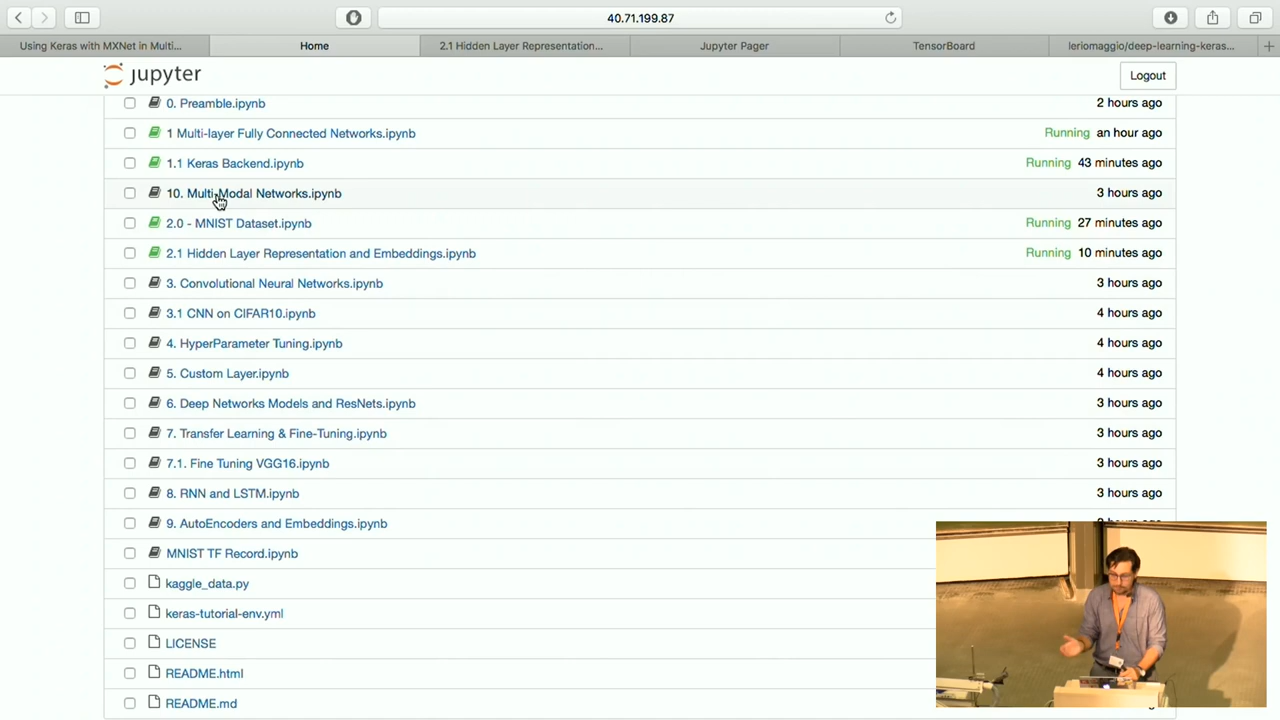 40.71.199.87
Using Keras with MXNet in Multi...
Home
2.1 Hidden Layer Representation...
Jupyter Pager
TensorBoard
leriomaggio/deep-learning-keras...
jupyter
Logout
0. Preamble.ipynb 2 hours ago
1 Multi-layer Fully Connected Networks.ipynb Running an hour ago
1.1 Keras Backend.ipynb Running 43 minutes ago
10. Multi-Modal Networks.ipynb 3 hours ago
2.0 - MNIST Dataset.ipynb Running 27 minutes ago
2.1 Hidden Layer Representation and Embeddings.ipynb Running 10 minutes ago
3. Convolutional Neural Networks.ipynb 3 hours ago
3.1 CNN on CIFAR10.ipynb 4 hours ago
4. HyperParameter Tuning.ipynb 4 hours ago
5. Custom Layer.ipynb 4 hours ago
6. Deep Networks Models and ResNets.ipynb 3 hours ago
7. Transfer Learning & Fine-Tuning.ipynb 3 hours ago
7.1. Fine Tuning VGG16.ipynb 3 hours ago
8. RNN and LSTM.ipynb 3 hours ago
9. AutoEncoders and Embeddings.ipynb
MNIST TF Record.ipynb
kaggle_data.py
keras-tutorial-env.yml
LICENSE
README.html
README.md